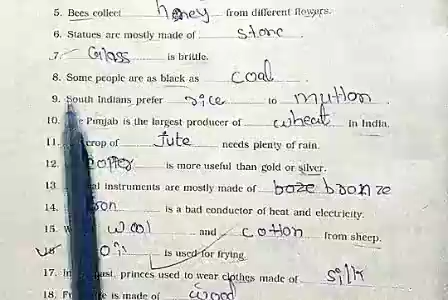 5. Bees collect honey from different flowers.
6. Statues are mostly made of stone.
7. Glass is brittle.
8. Some people are as black as coal.
9. South Indians prefer rice to mutton.
10. Punjab is the largest producer of wheat in India.
11. crop of Jute needs plenty of rain.
12. is more useful than gold or silver.
13. instruments are mostly made of baze bronze
14. is a bad conductor of heat and electricity.
15. wool and cotton from sheep.
is used for frying.
17. In past, princes used to wear clothes made of silk
18. is made of wood